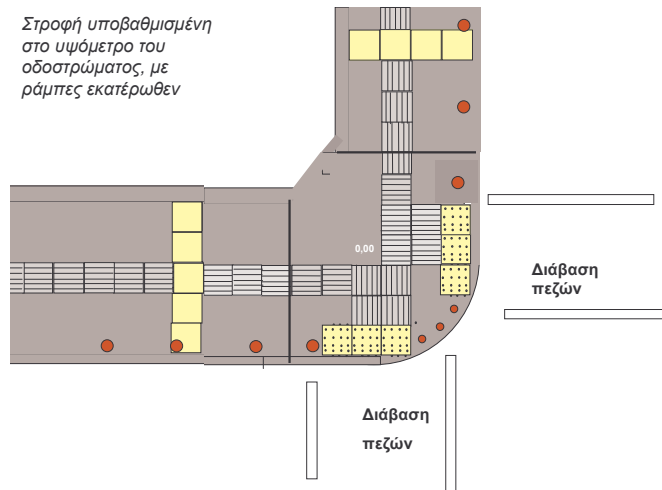 Στροφή υποβαθμισμένη
στο υψόμετρο του
οδοστρώματος, με
ράμπες εκατέρωθεν
0,00
Διάβαση
πεζών
Διάβαση
πεζών